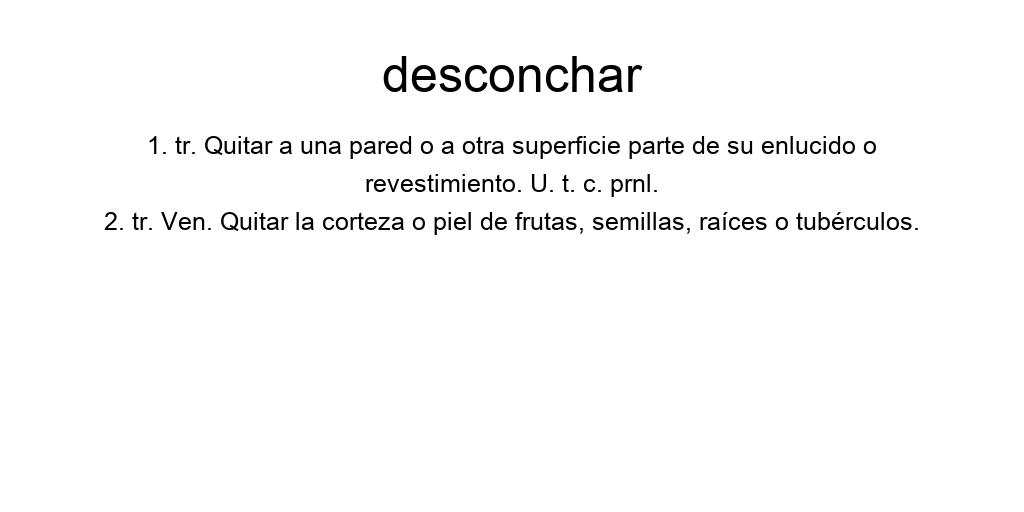 desconchar
1. tr. Quitar a una pared o a otra superficie parte de su enlucido o
revestimiento. U. t. c. prnl.
2. tr. Ven. Quitar la corteza o piel de frutas, semillas, raíces o tubérculos.